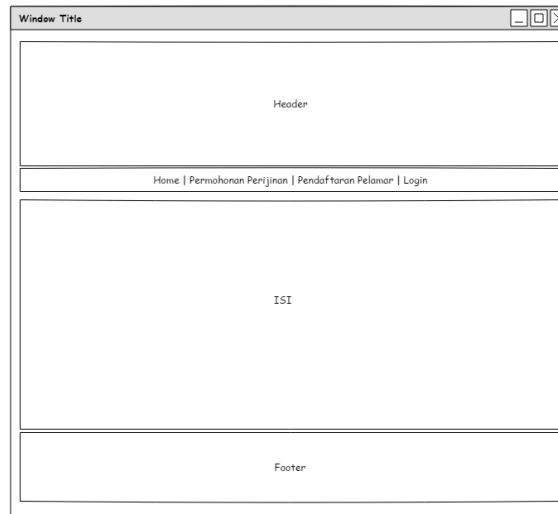 Window Title
Header
Home | Permohonan Perijinan | Pendaftaran Pelamar | Login
ISI
Footer